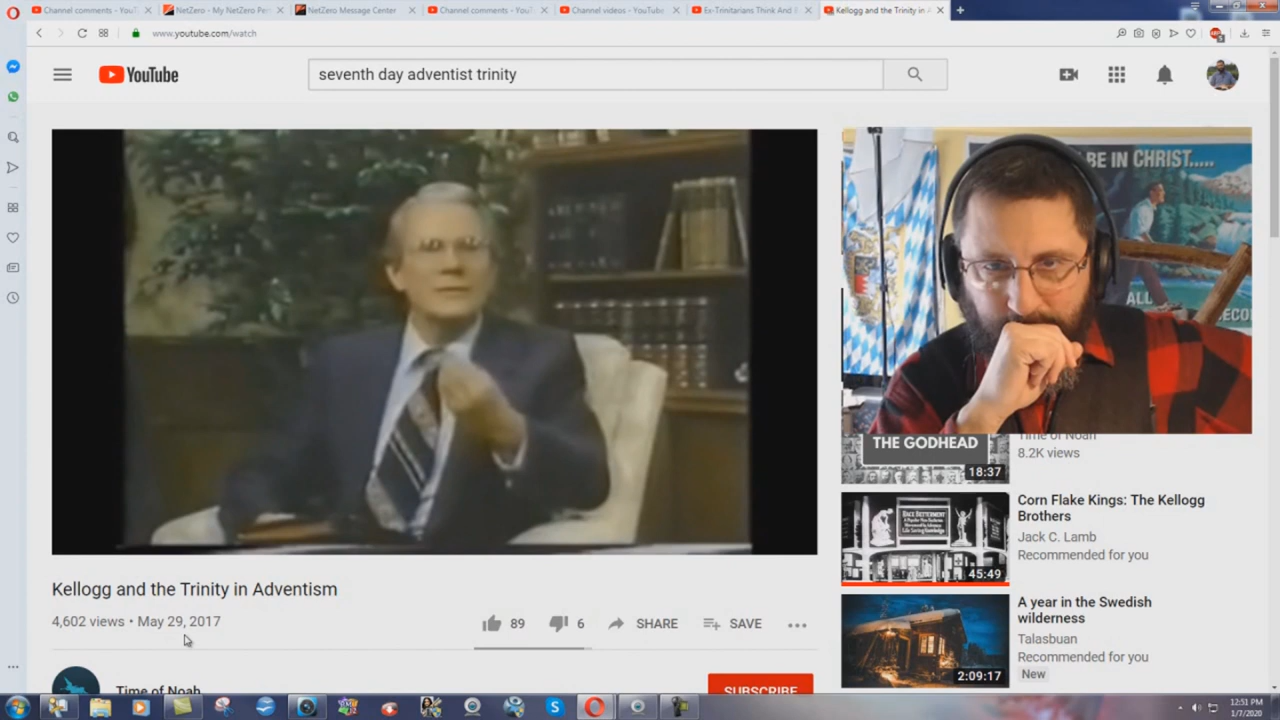 Channel comments - YouT
NetZero - My NetZero Per
NetZero Message Center
Channel comments - YouT
Channel videos - YouTube
Ex-Trinitarians Think And
Kellogg and the Trinity in A
www.youtube.com/watch
YouTube
seventh day adventist trinity
BE IN CHRIST.....
ALL
ECO
THE GODHEAD
18:37
Time of Noah
8.2K views
Corn Flake Kings: The Kellogg
Brothers
Jack C. Lamb
Recommended for you
45:49
A year in the Swedish
wilderness
Talasbuan
Recommended for you
New
2:09:17
Kellogg and the Trinity in Adventism
4,602 views • May 29, 2017
89
6
SHARE
SAVE
Time of Noah
SUBSCRIBE
12:51 PM
1/7/2020